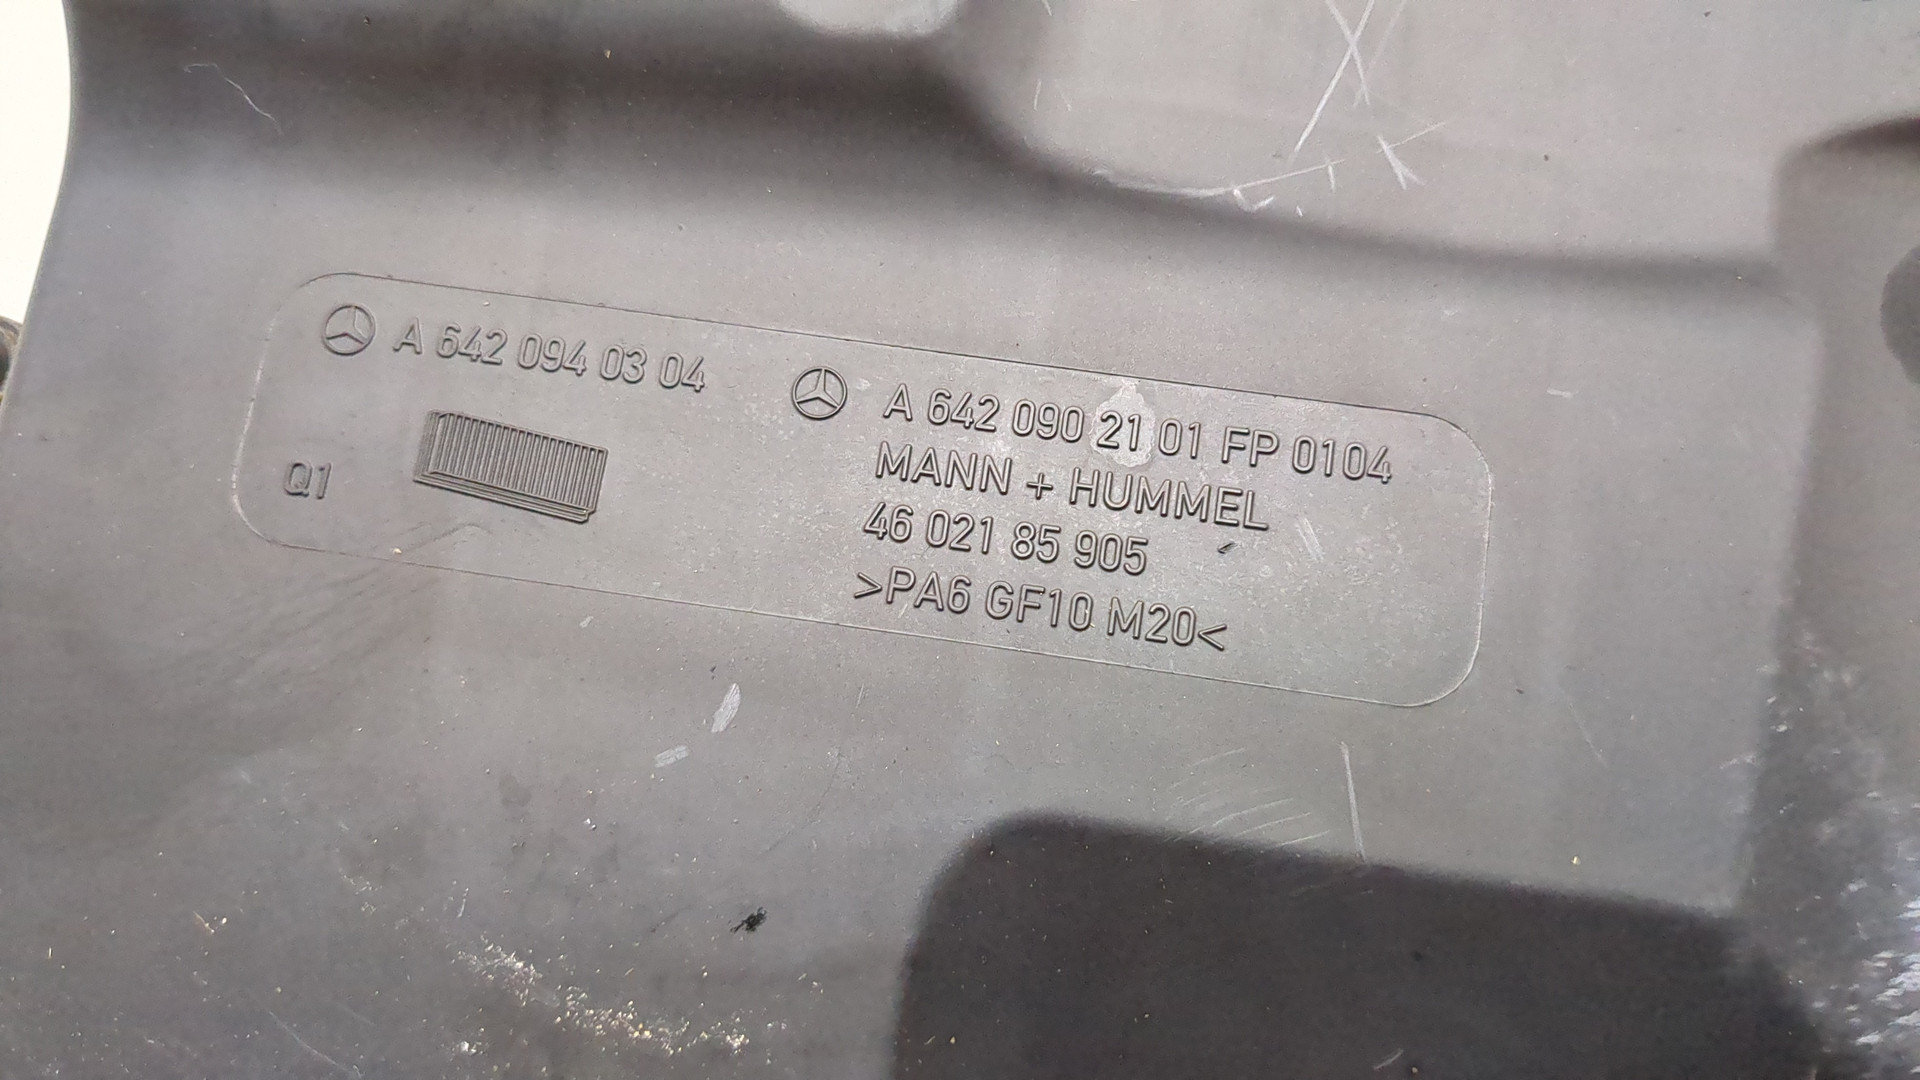 A 642 094 03 04
Q1
A 642 090 21 01 FP 0104
MANN + HUMMEL
46 021 85 905
>PA6 GF10 M20<